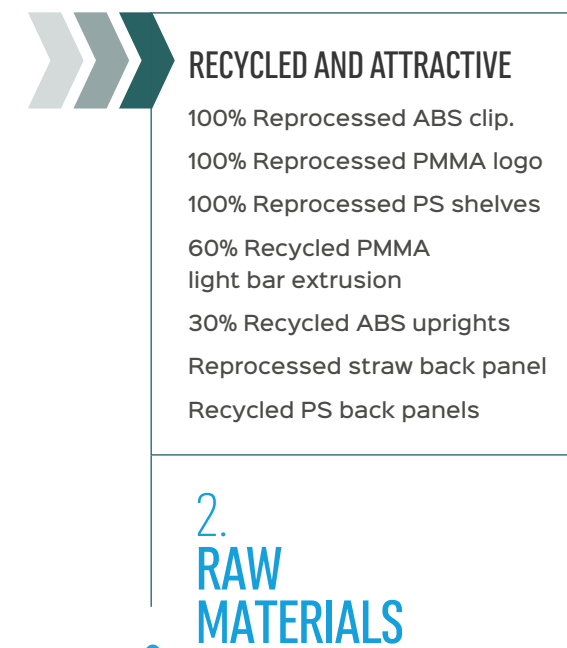 RECYCLED AND ATTRACTIVE
100% Reprocessed ABS clip.
100% Reprocessed PMMA logo
100% Reprocessed PS shelves
60% Recycled PMMA
light bar extrusion
30% Recycled ABS uprights
Reprocessed straw back panel
Recycled PS back panels
2.
RAW
MATERIALS